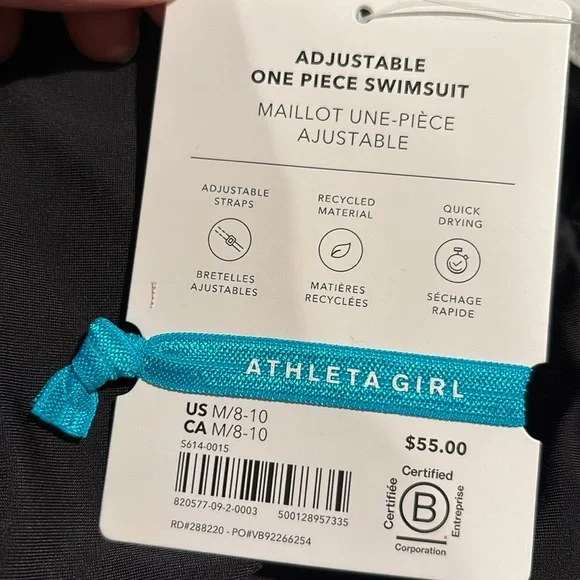 ADJUSTABLE
ONE PIECE SWIMSUIT
MAILLOT UNE-PIÈCE
AJUSTABLE
ADJUSTABLE
STRAPS
BRETELLES
AJUSTABLES
RECYCLED
MATERIAL
MATIÈRES
RECYCLÉES
QUICK
DRYING
SÉCHAGE
RAPIDE
ATHLETA GIRL
US M/8-10
CA M/8-10
S614-0015
$55.00
820577-09-2-0003 500128957335
RD#288220 - PO#VB92266254
Certified
Certifiée
B
Entreprise
Corporation